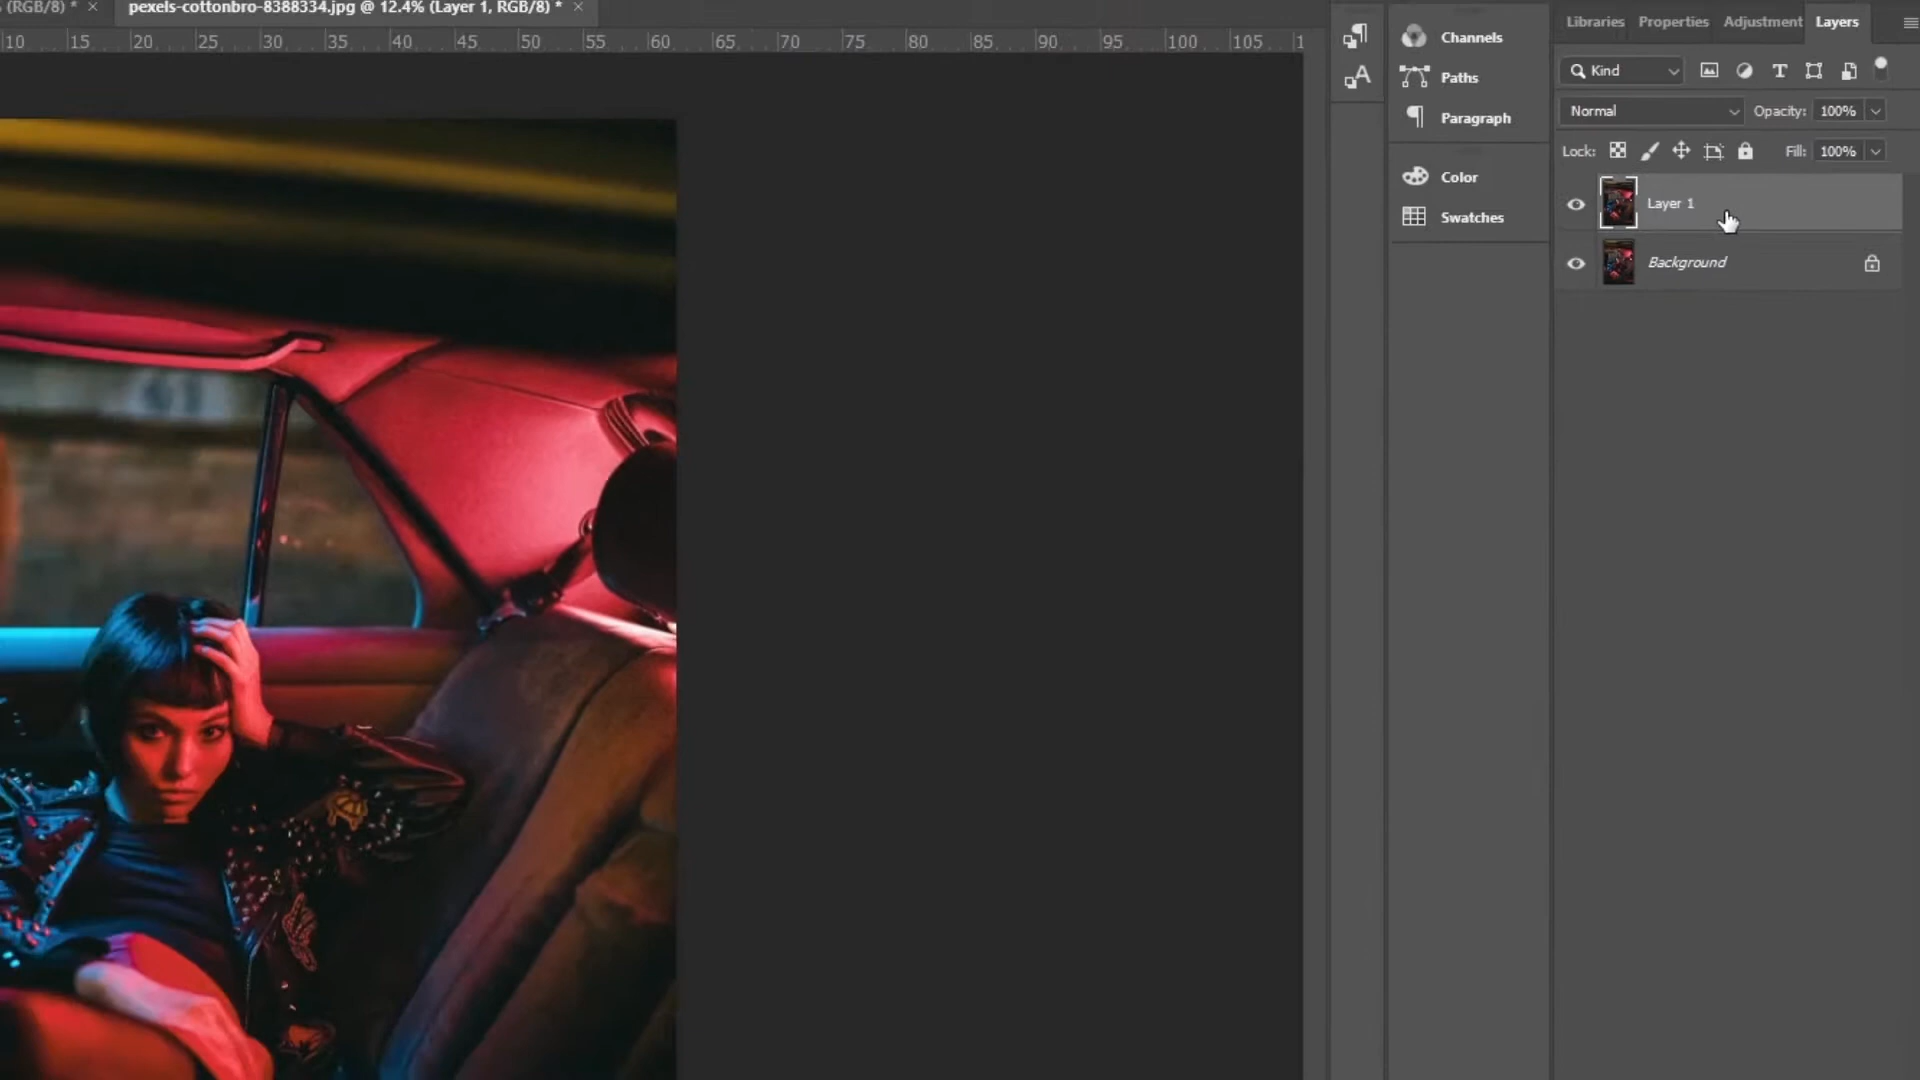 (RGB/8) * × pexels-cottonbro-8388334.jpg @ 12.4% (Layer 1, RGB/8) * ×
10 15 20 25 30 35 40 45 50 55 60 65 70 75 80 85 90 95 100 105 1
Channels
Paths
Paragraph
Color
Swatches
Libraries Properties Adjustment Layers
Kind
Normal Opacity: 100%
Lock: Fill: 100%
Layer 1
Background